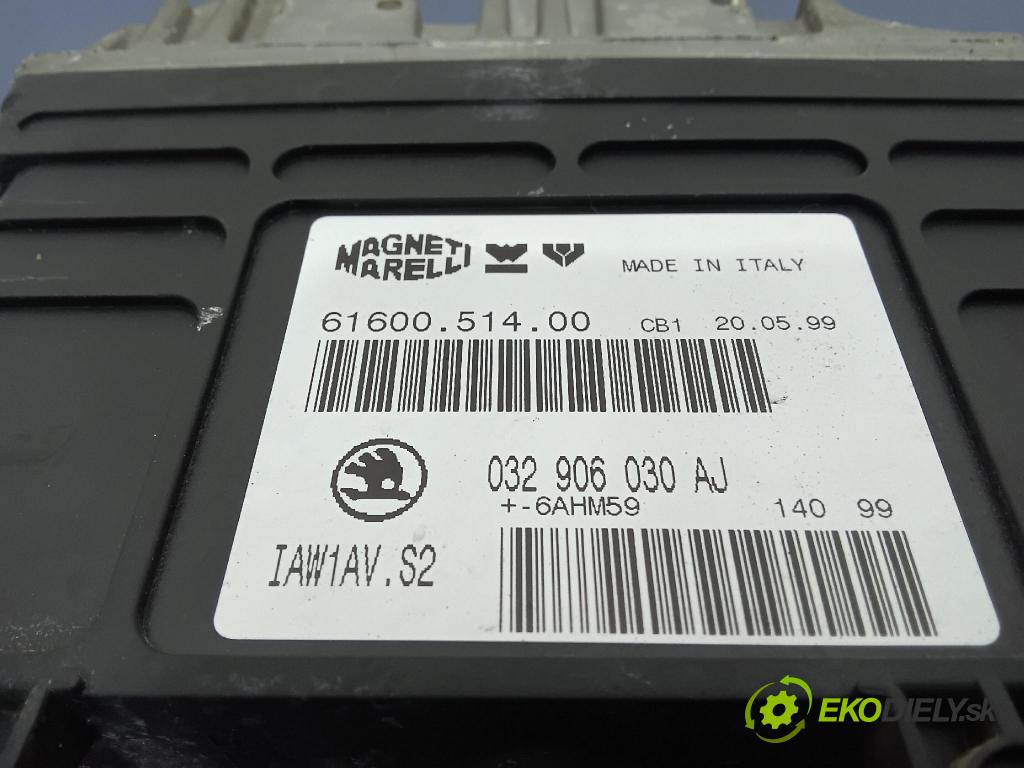 MAGNETI
MARELLI
MADE IN ITALY
61600.514.00 CB1 20.05.99
032 906 030 AJ
+-6AHM59 140 99
IAW1AV.S2
EKODIELY.sk